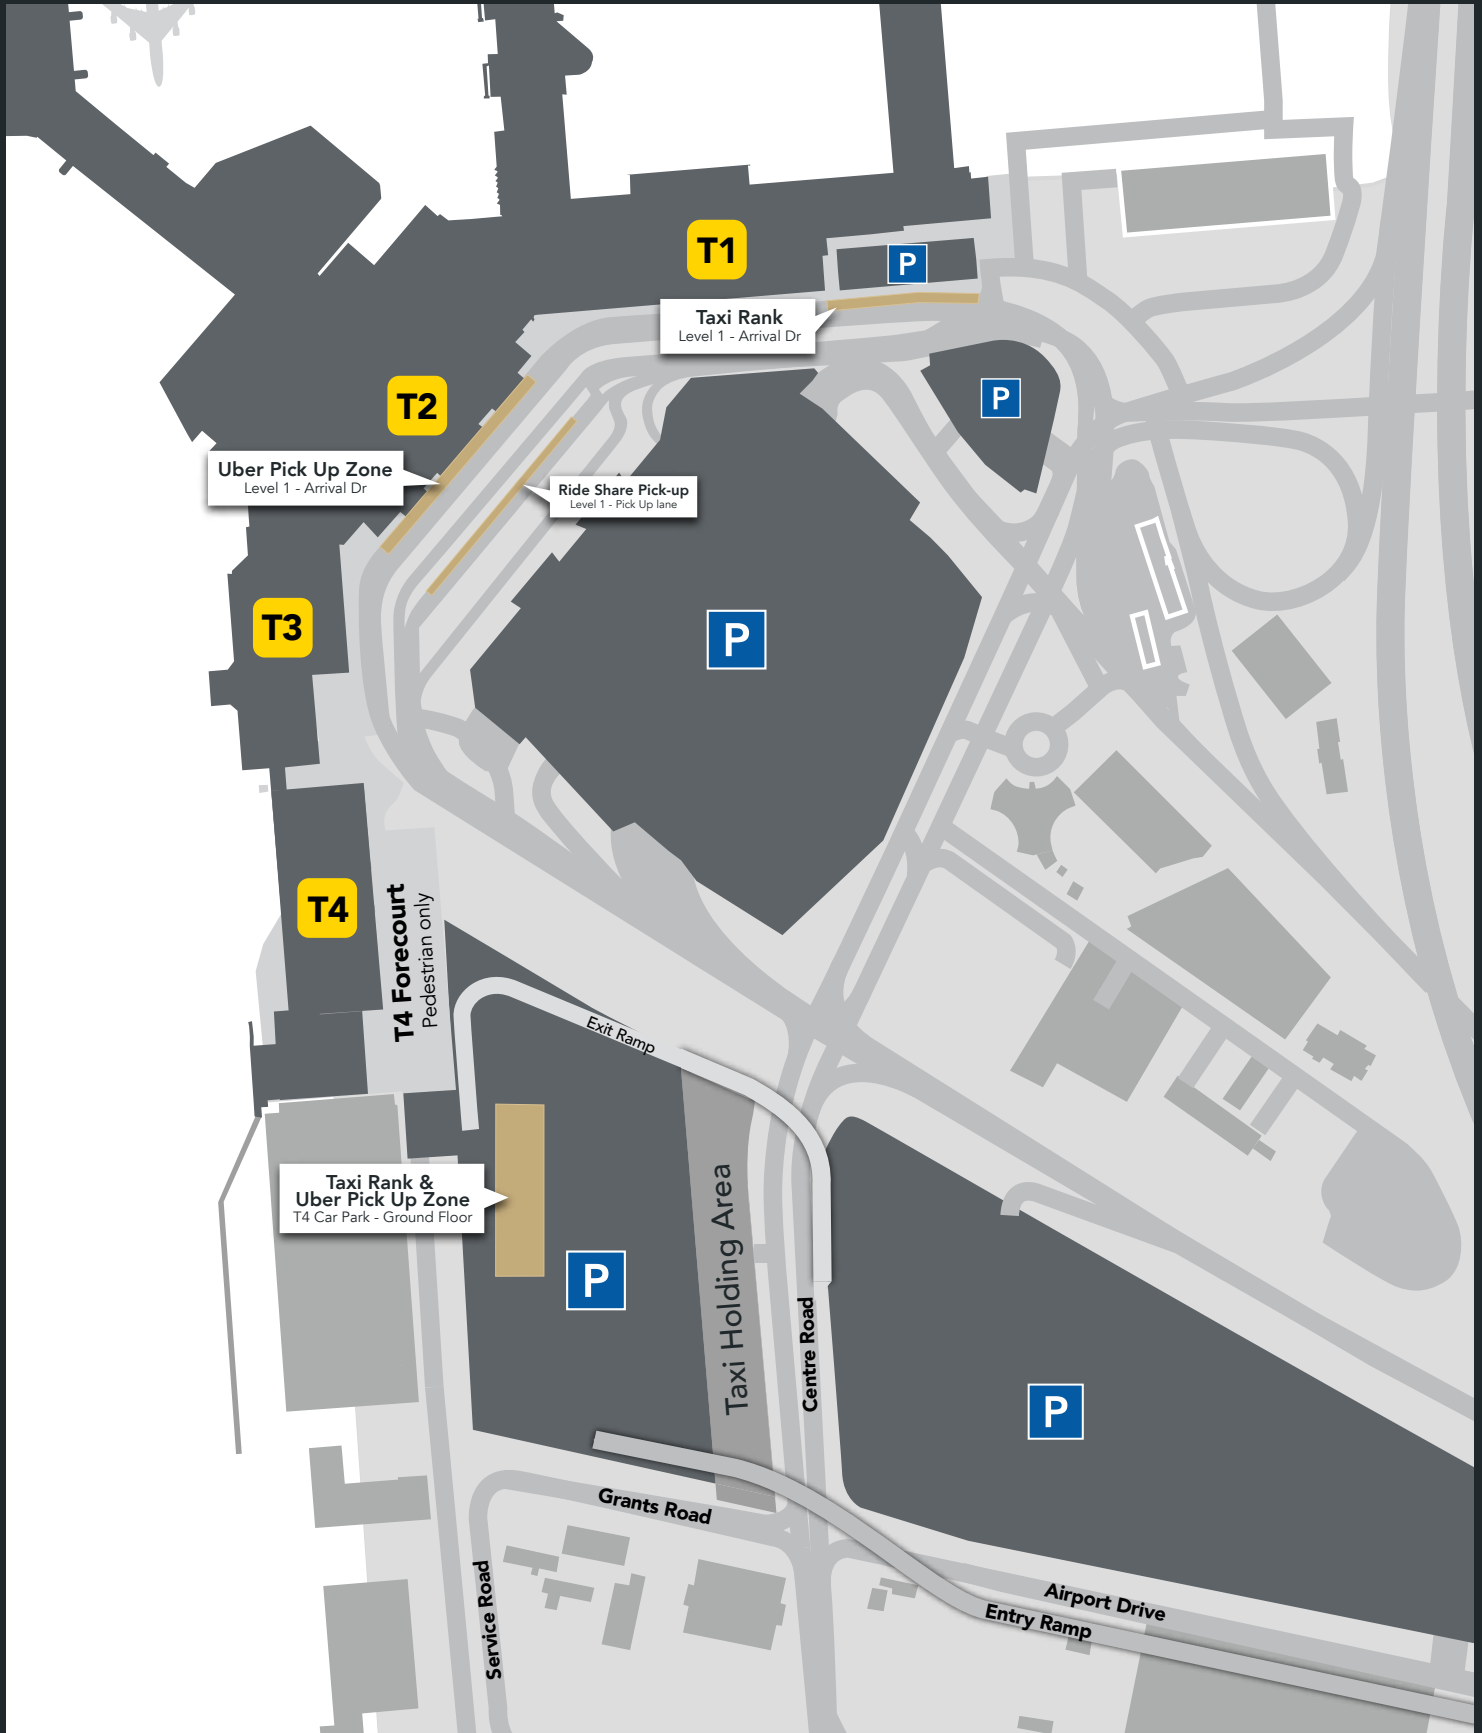 T1
P
Taxi Rank
Level 1 - Arrival Dr
P
T2
Uber Pick Up Zone
Level 1 - Arrival Dr
Ride Share Pick-up
Level 1 - Pick Up lane
T3
P
T4
T4 Forecourt
Pedestrian only
Exit Ramp
Taxi Rank &
Uber Pick Up Zone
T4 Car Park - Ground Floor
P
Taxi Holding Area
Centre Road
P
Grants Road
Service Road
Airport Drive
Entry Ramp